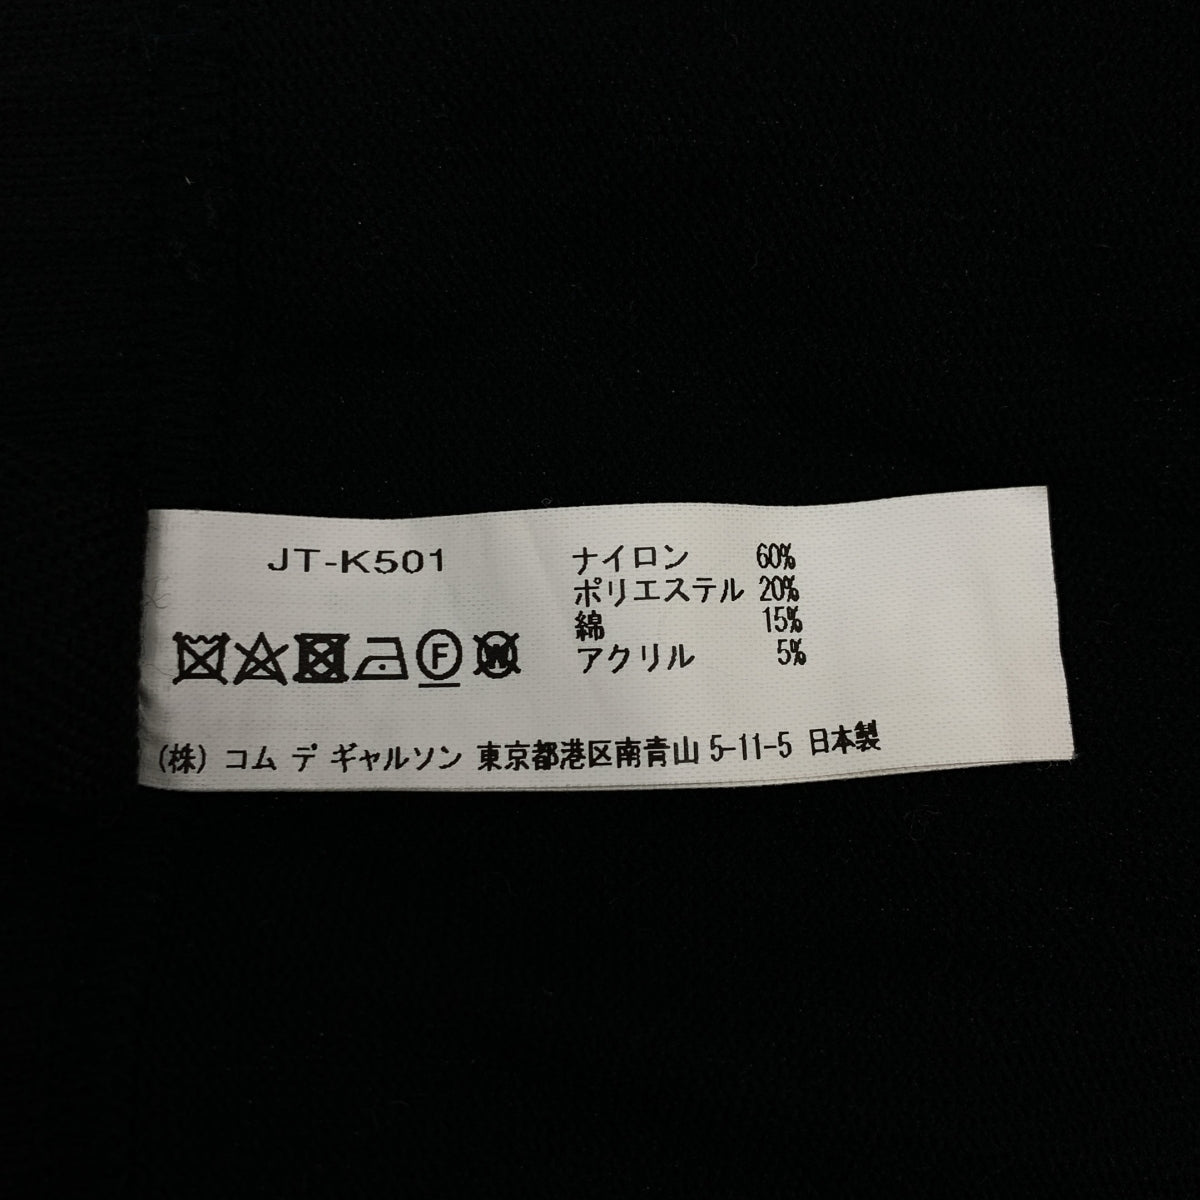 JT-K501
ナイロン 60%
ポリエステル 20%
綿 15%
アクリル 5%
F W
(株) コム デ ギャルソン 東京都港区南青山 5-11-5 日本製